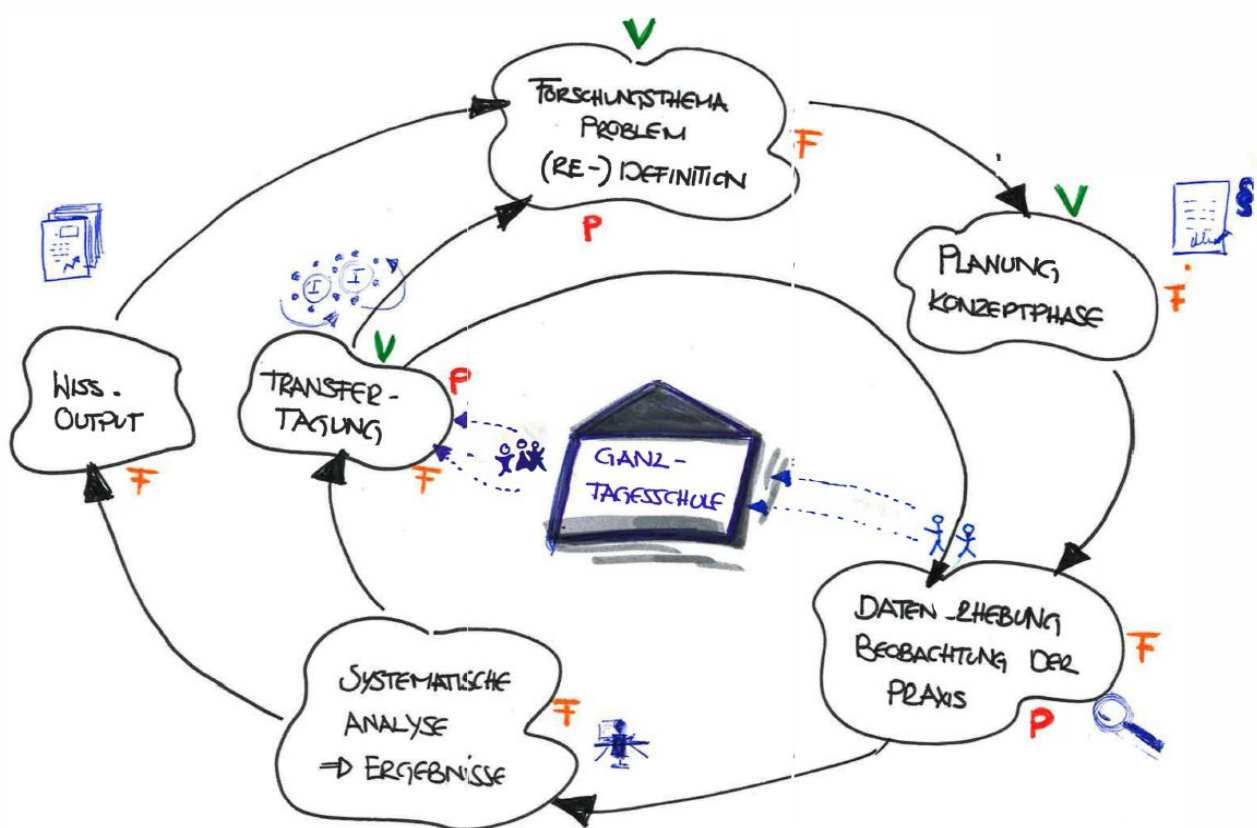 V
FORSCHUNGSTHEMA
PROBLEM
(RE-) DEFINITION
F
P
V
§§
PLANUNG,
KONZEPTPHASE
F
I I
V
WISS.
OUTPUT
F
TRANSFER-
TAGUNG
P
F
GANZ-
TAGESSCHULE
DATEN-RHEBUNG
BEOBACHTUNG DER
PRAXIS
F
P
SYSTEMATISCHE
ANALYSE
⇒ ERGEBNISSE
F